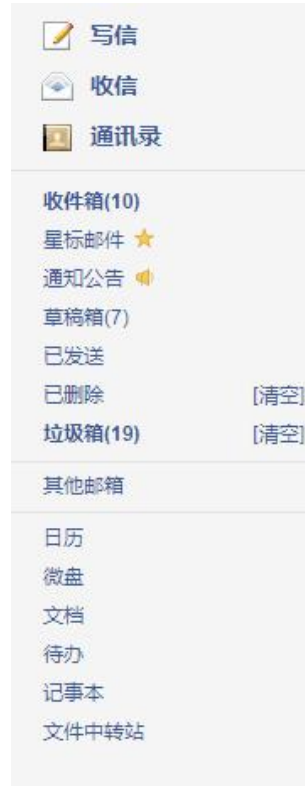 写信
收信
通讯录
收件箱(10)
星标邮件
通知公告
草稿箱(7)
已发送
已删除 [清空]
垃圾箱(19) [清空]
其他邮箱
日历
微盘
文档
待办
记事本
文件中转站